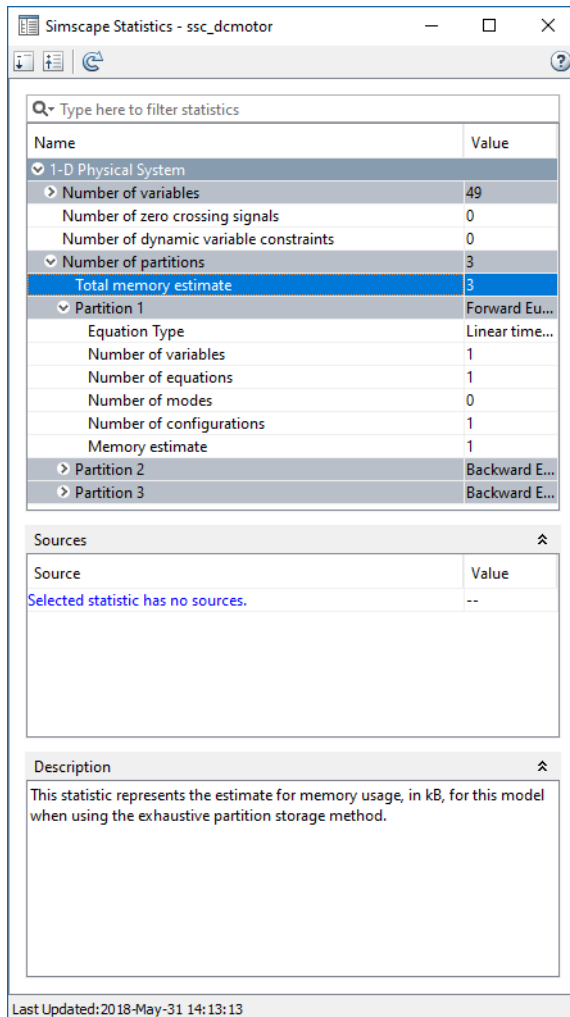 Simscape Statistics - ssc_dcmotor
Type here to filter statistics
Name Value
1-D Physical System
Number of variables 49
Number of zero crossing signals 0
Number of dynamic variable constraints 0
Number of partitions 3
Total memory estimate 3
Partition 1 Forward Eu...
Equation Type Linear time...
Number of variables 1
Number of equations 1
Number of modes 0
Number of configurations 1
Memory estimate 1
Partition 2 Backward E...
Partition 3 Backward E...
Sources
Source Value
Selected statistic has no sources. --
Description
This statistic represents the estimate for memory usage, in kB, for this model
when using the exhaustive partition storage method.
Last Updated:2018-May-31 14:13:13